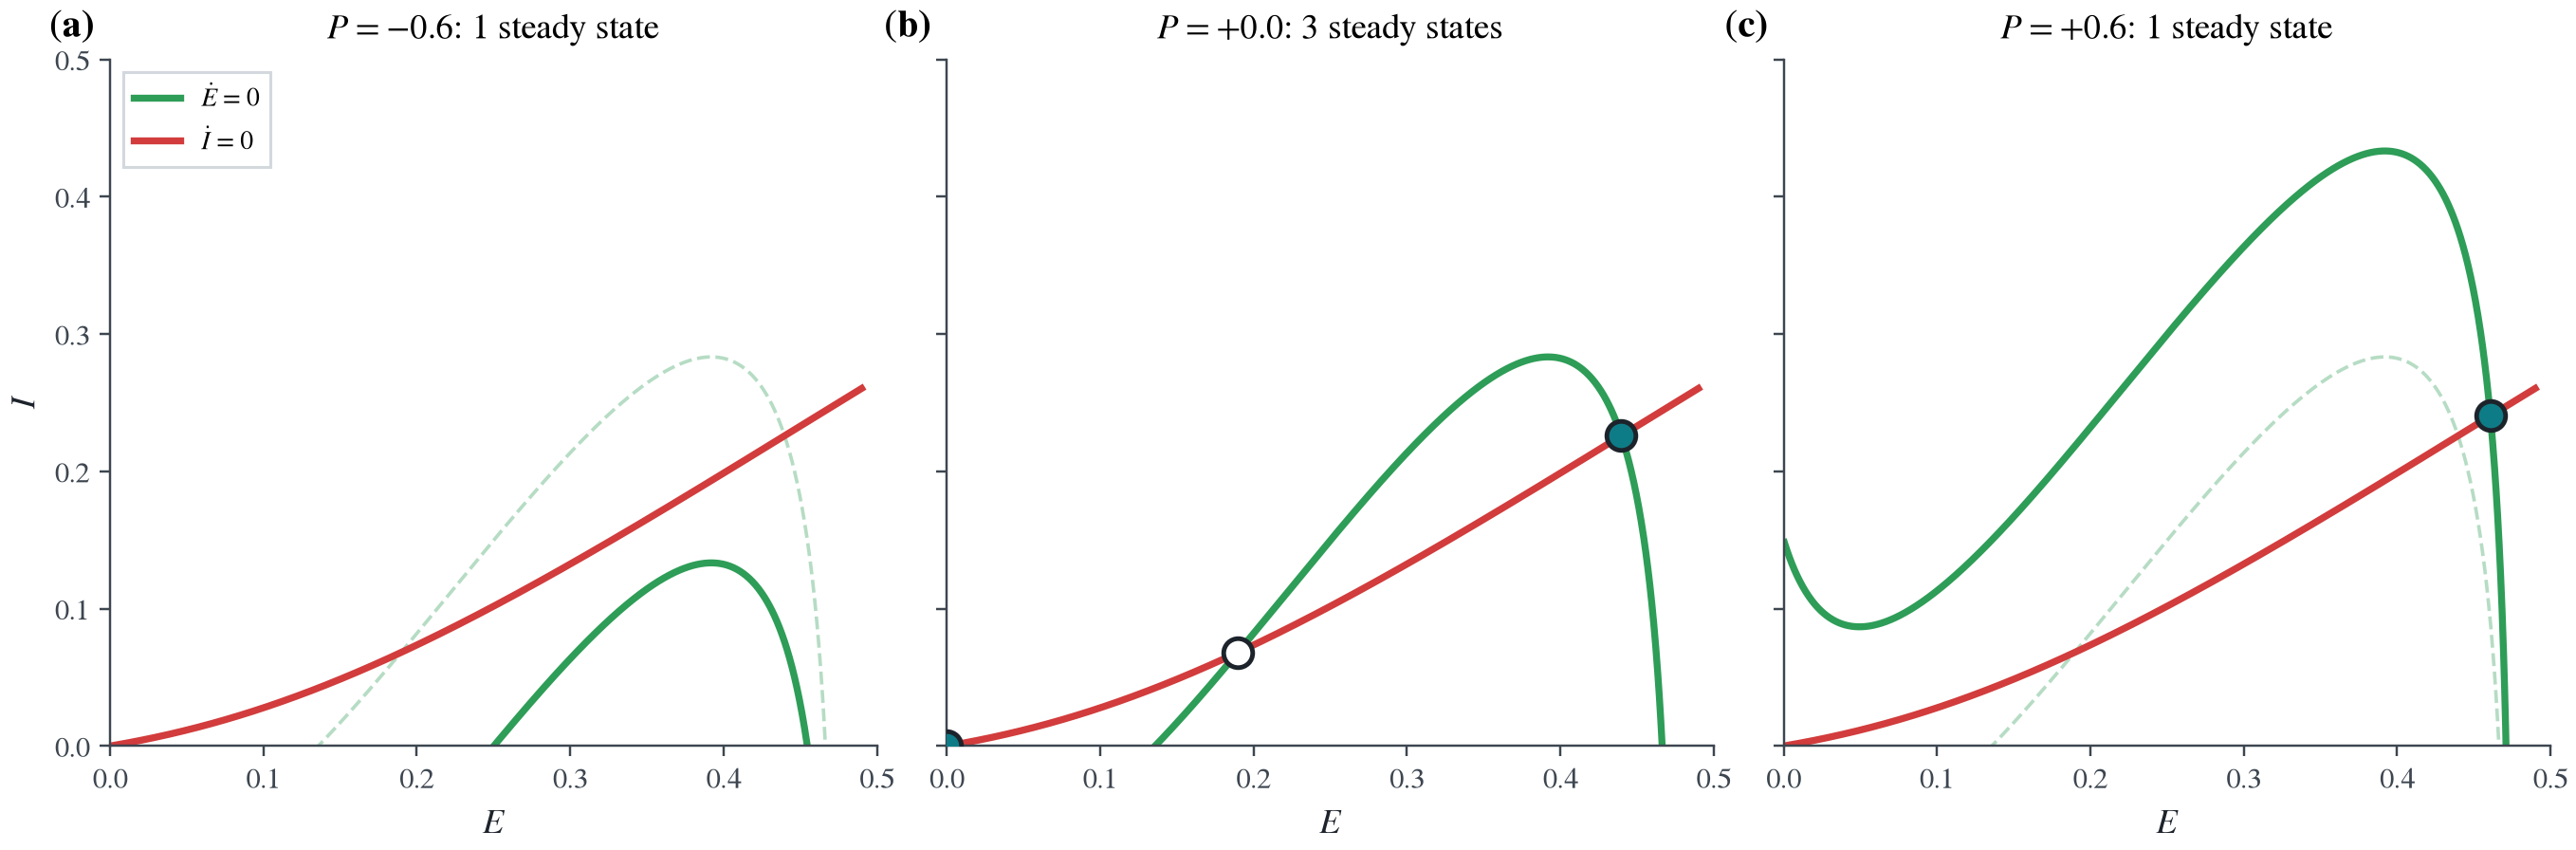 (a) P = −0.6: 1 steady state
(b) P = +0.0: 3 steady states
(c) P = +0.6: 1 steady state
Ė = 0
İ = 0
I
0.5
0.4
0.3
0.2
0.1
0.0
0.0 0.1 0.2 0.3 0.4 0.5
E
0.0 0.1 0.2 0.3 0.4 0.5
E
0.0 0.1 0.2 0.3 0.4 0.5
E